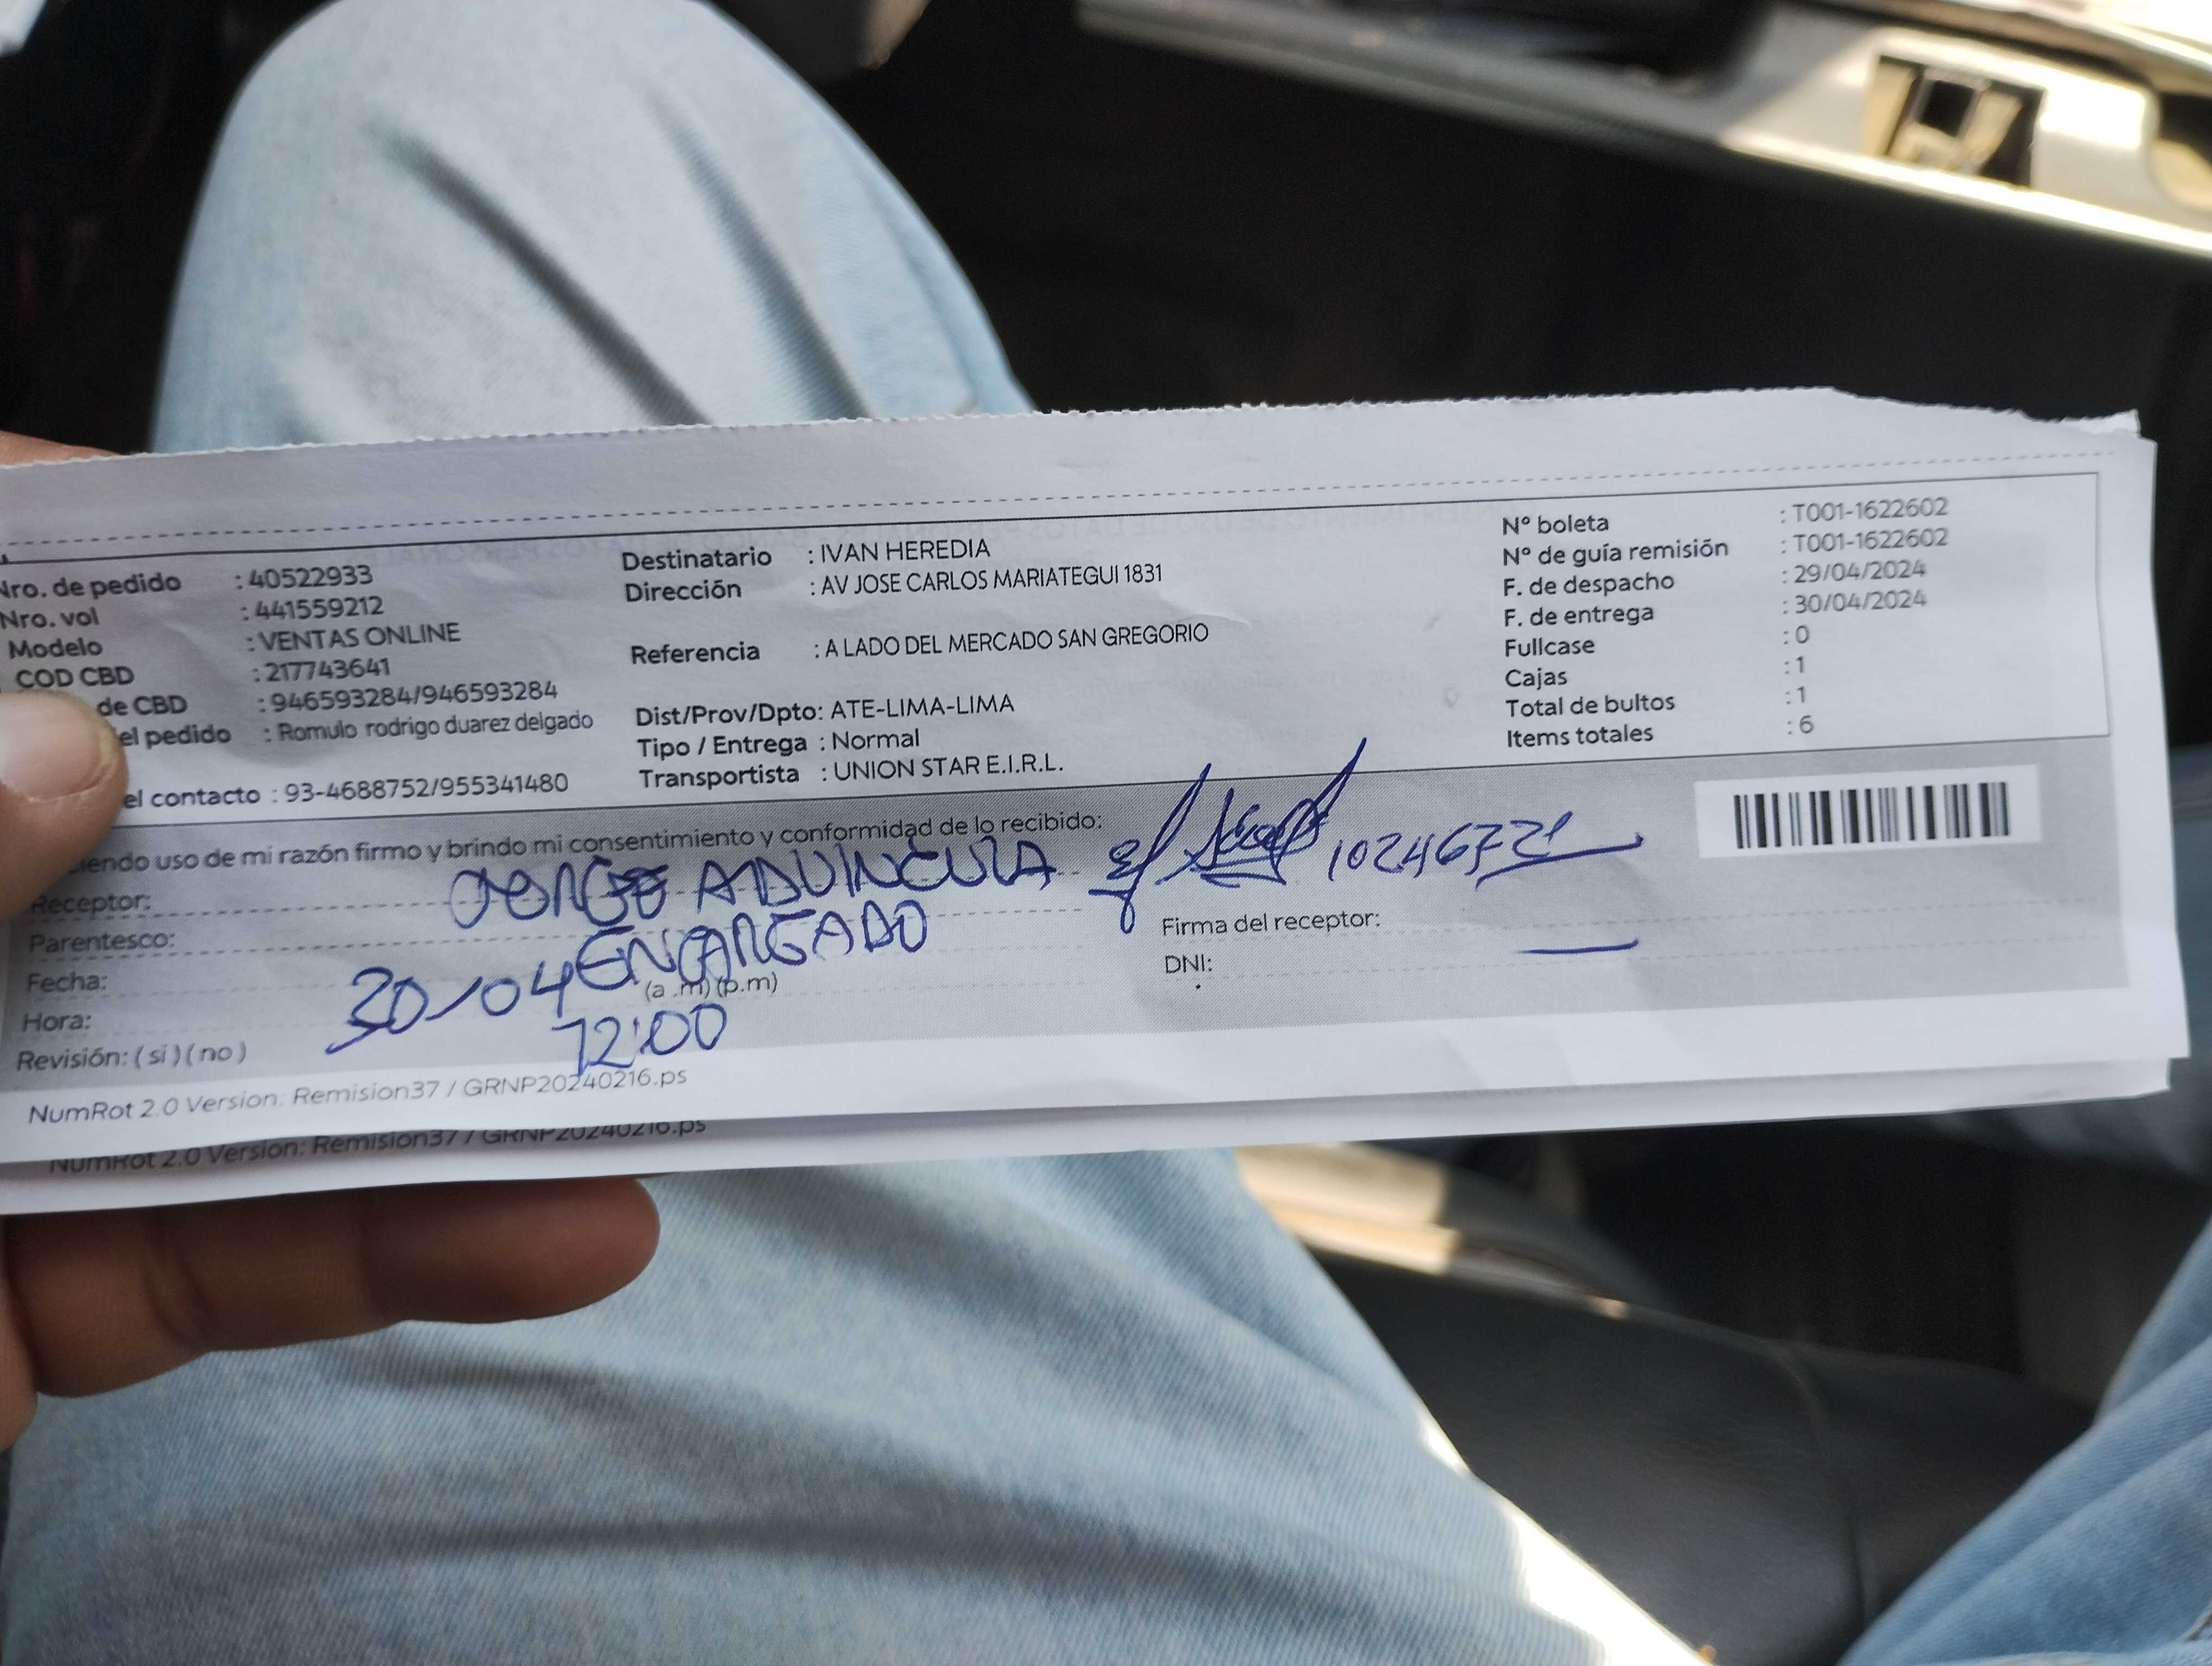 Nro. de pedido : 40522933
Nro. vol : 441559212
Modelo : VENTAS ONLINE
COD CBD : 217743641
de CBD : 946593284/946593284
el pedido : Romulo rodrigo duarez delgado
el contacto : 93-4688752/955341480
Destinatario : IVAN HEREDIA
Dirección : AV JOSE CARLOS MARIATEGUI 1831
Referencia : A LADO DEL MERCADO SAN GREGORIO
Dist/Prov/Dpto: ATE-LIMA-LIMA
Tipo / Entrega : Normal
Transportista : UNION STAR E.I.R.L.
Nº boleta : T001-1622602
Nº de guía remisión : T001-1622602
F. de despacho : 29/04/2024
F. de entrega : 30/04/2024
Fullcase : 0
Cajas : 1
Total de bultos : 1
Items totales : 6
iendo uso de mi razón firmo y brindo mi consentimiento y conformidad de lo recibido:
Receptor: ADUINCULA
Parentesco: ENCARGADO
Fecha: 30/04
Hora: 12:00 (a .m) (p.m)
Revisión: ( si ) ( no )
Firma del receptor:
DNI:
NumRot 2.0 Version: Remision37 / GRNP20240216.ps
NumRot 2.0 Version: Remision37 / GRNP20240216.ps